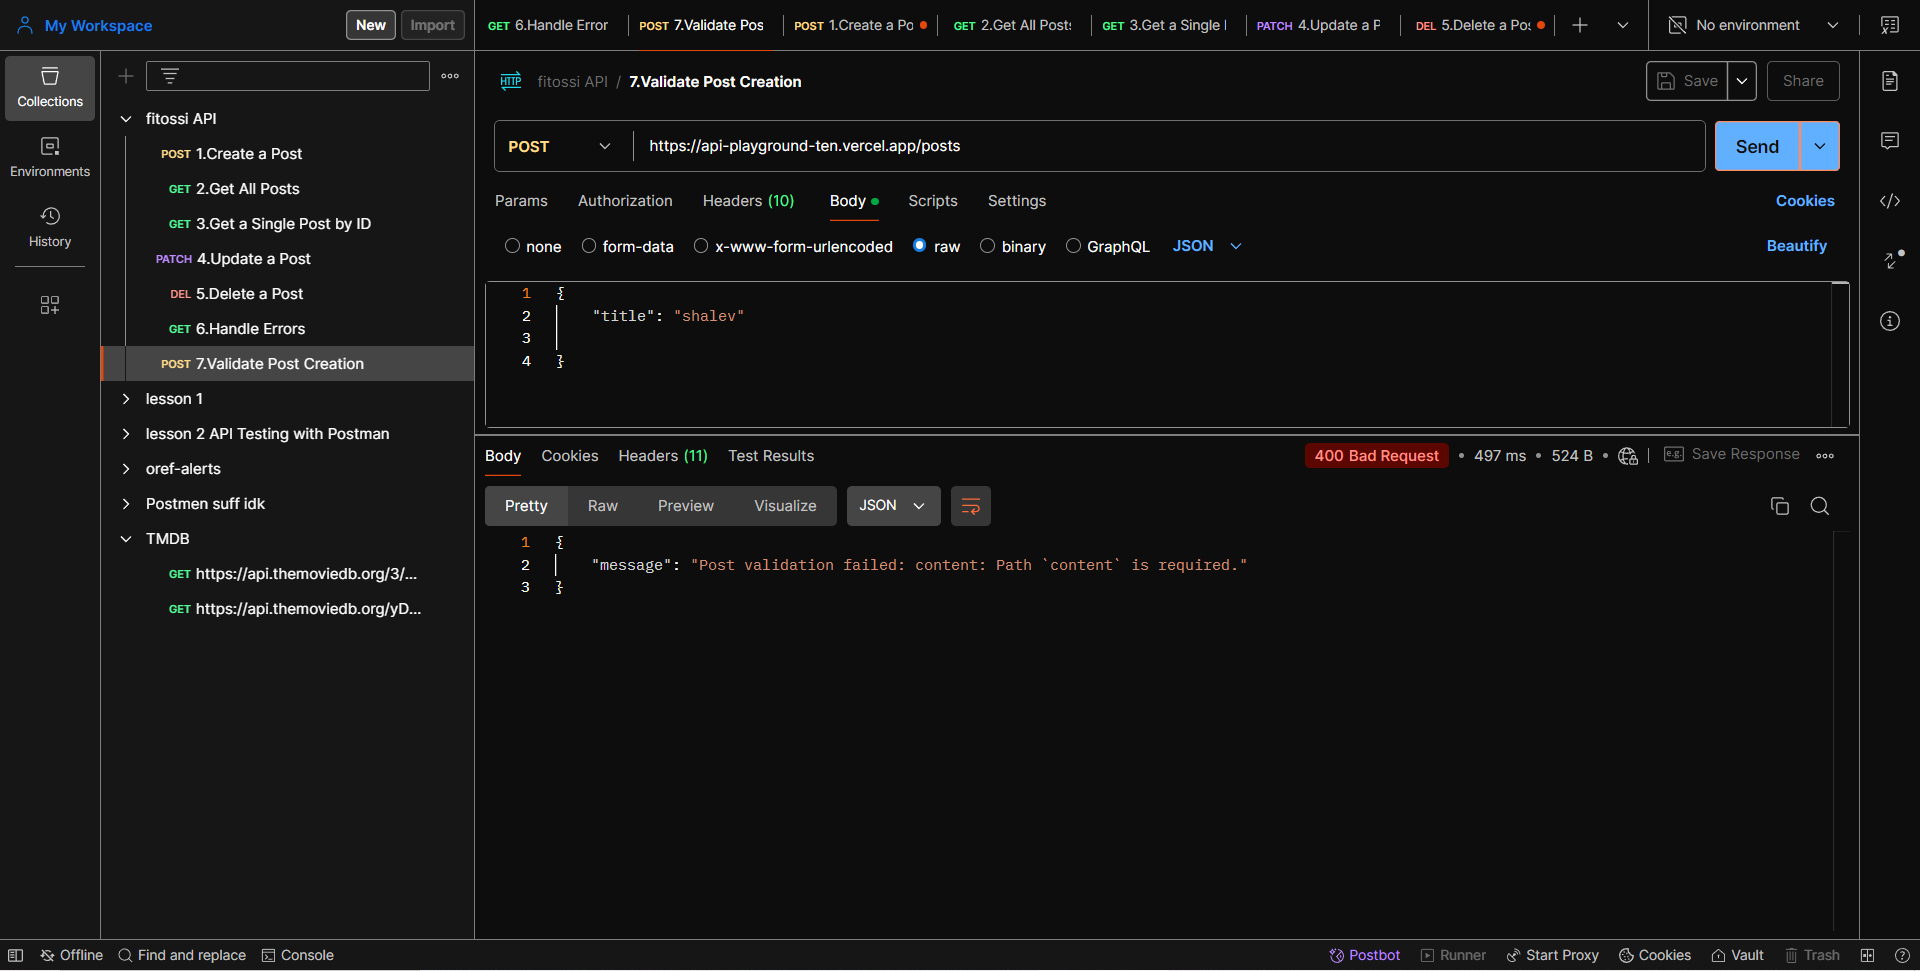 My Workspace
New
Import
GET 6.Handle Error
POST 7.Validate Pos
POST 1.Create a Po
GET 2.Get All Posts
GET 3.Get a Single
PATCH 4.Update a P
DEL 5.Delete a Pos
No environment
Collections
Environments
History
fitossi API
POST 1.Create a Post
GET 2.Get All Posts
GET 3.Get a Single Post by ID
PATCH 4.Update a Post
DEL 5.Delete a Post
GET 6.Handle Errors
POST 7.Validate Post Creation
lesson 1
lesson 2 API Testing with Postman
oref-alerts
Postmen suff idk
TMDB
GET https://api.themoviedb.org/3/...
GET https://api.themoviedb.org/yD...
HTTP fitossi API / 7.Validate Post Creation
Save
Share
POST
https://api-playground-ten.vercel.app/posts
Send
Params Authorization Headers (10) Body Scripts Settings Cookies
none form-data x-www-form-urlencoded raw binary GraphQL JSON Beautify
1 {
2 "title": "shalev"
3
4 }
Body Cookies Headers (11) Test Results 400 Bad Request • 497 ms • 524 B • e.g. Save Response
Pretty Raw Preview Visualize JSON
1 {
2 "message": "Post validation failed: content: Path `content` is required."
3 }
Offline Find and replace Console Postbot Runner Start Proxy Cookies Vault Trash